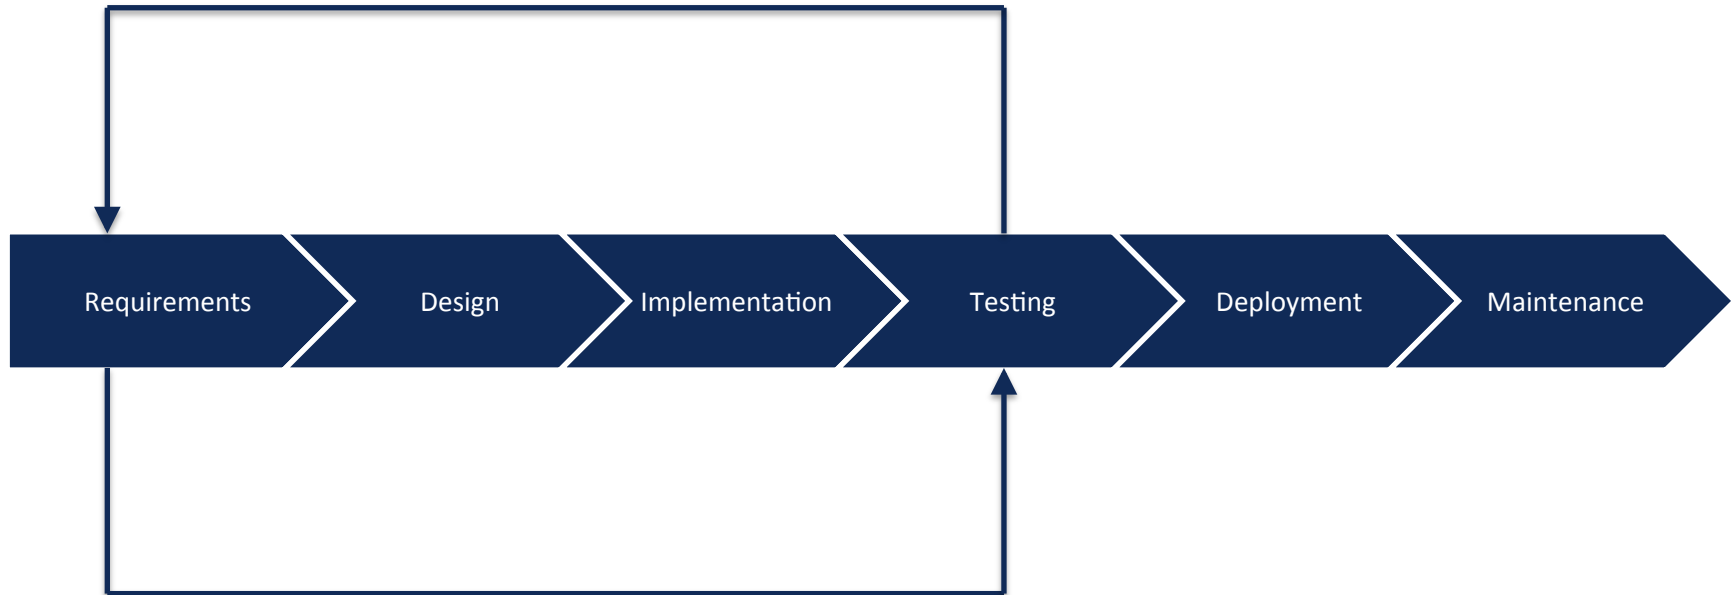 Requirements
Design
Implementation
Testing
Deployment
Maintenance